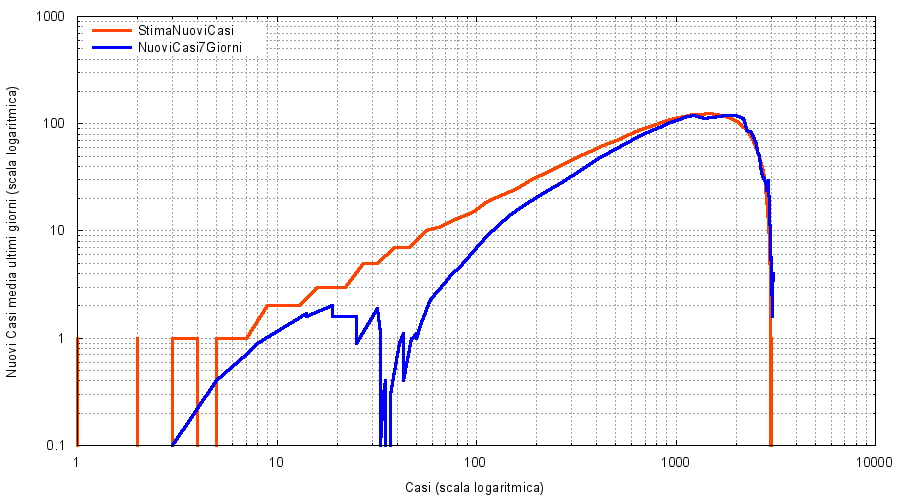 1000
100
10
1
0.1
StimaNuoviCasi
NuoviCasi7Giorni
Nuovi Casi media ultimi giorni (scala logaritmica)
1 10 100 1000 10000
Casi (scala logaritmica)